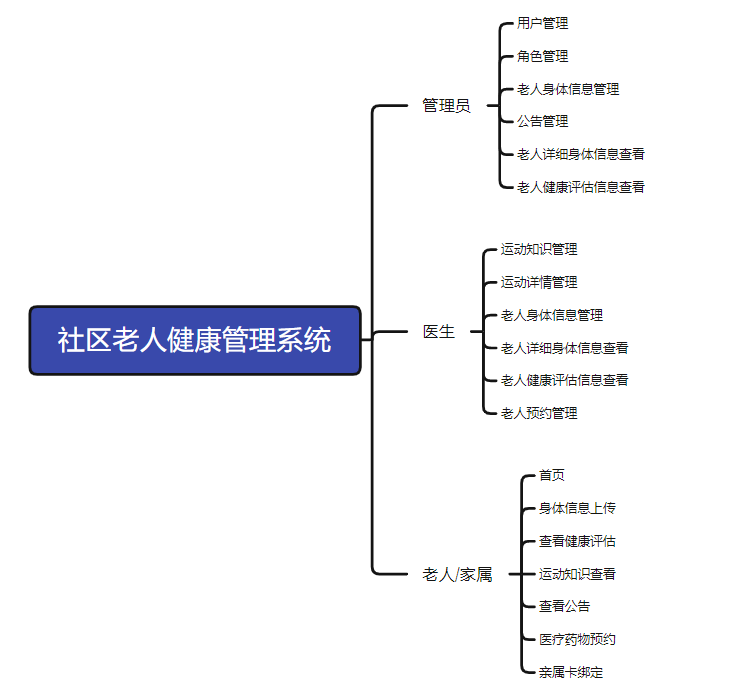 社区老人健康管理系统
管理员
用户管理
角色管理
老人身体信息管理
公告管理
老人详细身体信息查看
老人健康评估信息查看
医生
运动知识管理
运动详情管理
老人身体信息管理
老人详细身体信息查看
老人健康评估信息查看
老人预约管理
老人/家属
首页
身体信息上传
查看健康评估
运动知识查看
查看公告
医疗药物预约
亲属卡绑定